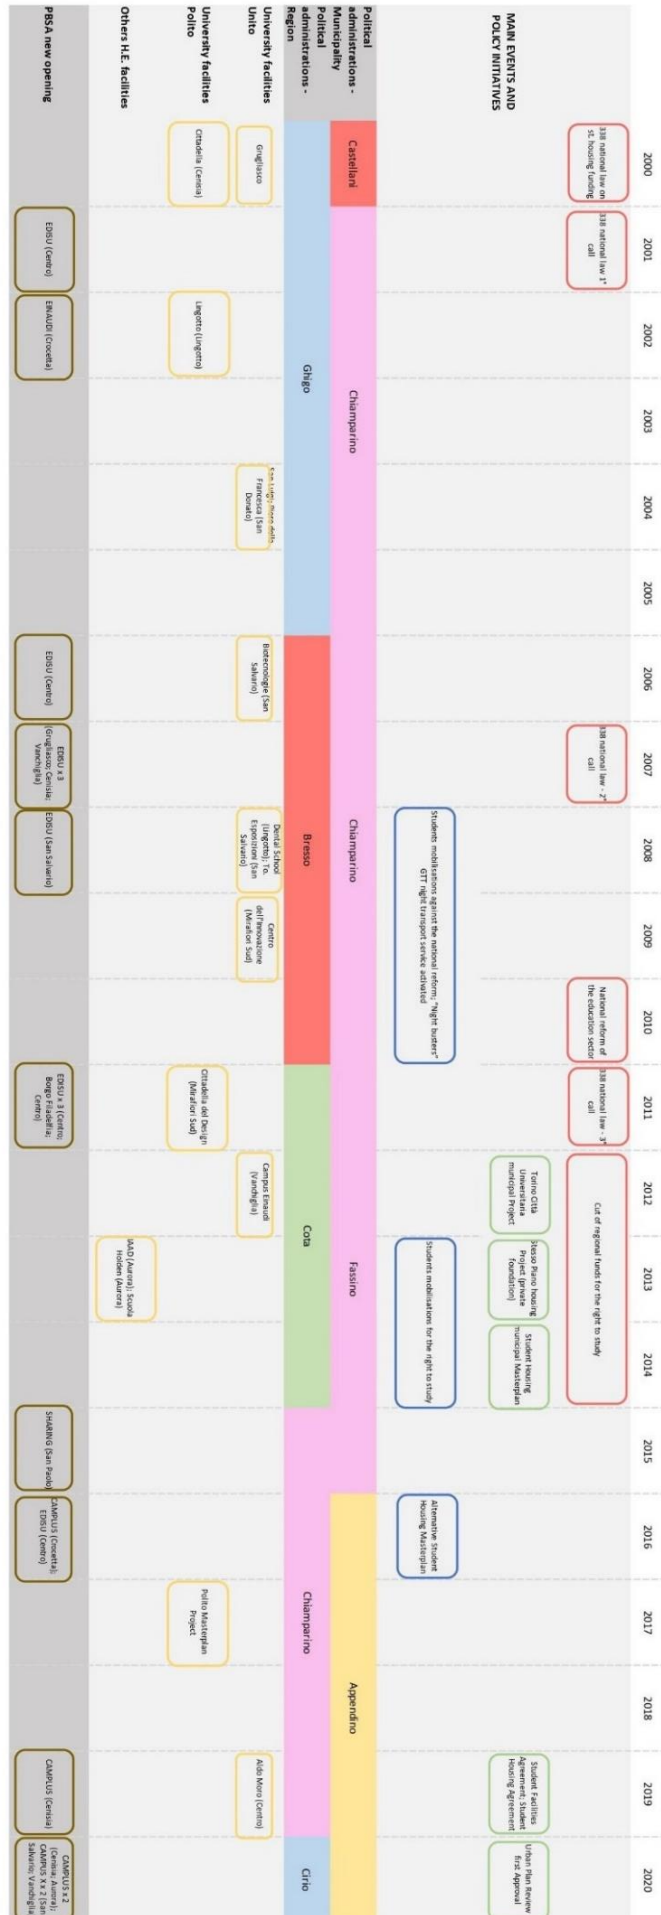 2000
2001
2002
2003
2004
2005
2006
2007
2008
2009
2010
2011
2012
2013
2014
2015
2016
2017
2018
2019
2020
MAIN EVENTS AND
POLICY INITIATIVES
338 national law on
st. housing funding
338 national law 1°
call
338 national law - 2°
call
National reform of
the education sector
338 national law - 3°
call
Cut of regional funds for the right to study
Torino Città
Universitaria
municipal Project
Stesso Piano housing
Project (private
foundation)
Student Housing
municipal Masterplan
Student Facilities
Agreement; Student
Housing Agreement
Urban Plan Review
first Approval
Students mobilisations against the national reform; "Night busters"
GTT night transport service activated
Students mobilisations for the right to study
Alternative Student
Housing Masterplan
Political
administrations -
Municipality
Castellani
Chiamparino
Chiamparino
Fassino
Appendino
Political
administrations -
Region
Ghigo
Bresso
Cota
Chiamparino
Cirio
University facilities
Unito
Grugliasco
Francesca (San
Donato)
Biotecnologie (San
Salvario)
Dental School
(Lingotto); To.
Esposizioni (San
Salvario)
Centro
dell'Innovazione
(Mirafiori Sud)
Campus Einaudi
(Vanchiglia)
Aldo Moro (Centro)
University facilities
Polito
Cittadella (Cenisia)
Lingotto (Lingotto)
Cittadella del Design
(Mirafiori Sud)
Polito Masterplan
Project
Others H.E. facilities
IAAD (Aurora); Scuola
Holden (Aurora)
PBSA new opening
EDISU (Centro)
EINAUDI (Crocetta)
EDISU (Centro)
EDISU x 3
(Grugliasco; Cenisia;
Vanchiglia)
EDISU (San Salvario)
EDISU x 3 (Centro;
Borgo Filadelfia;
Centro)
SHARING (San Paolo)
CAMPLUS (Crocetta);
EDISU (Centro)
CAMPLUS (Cenisia)
CAMPLUS x 2
(Cenisia; Aurora);
CAMPUS X x 2 (San
Salvario; Vanchiglia)